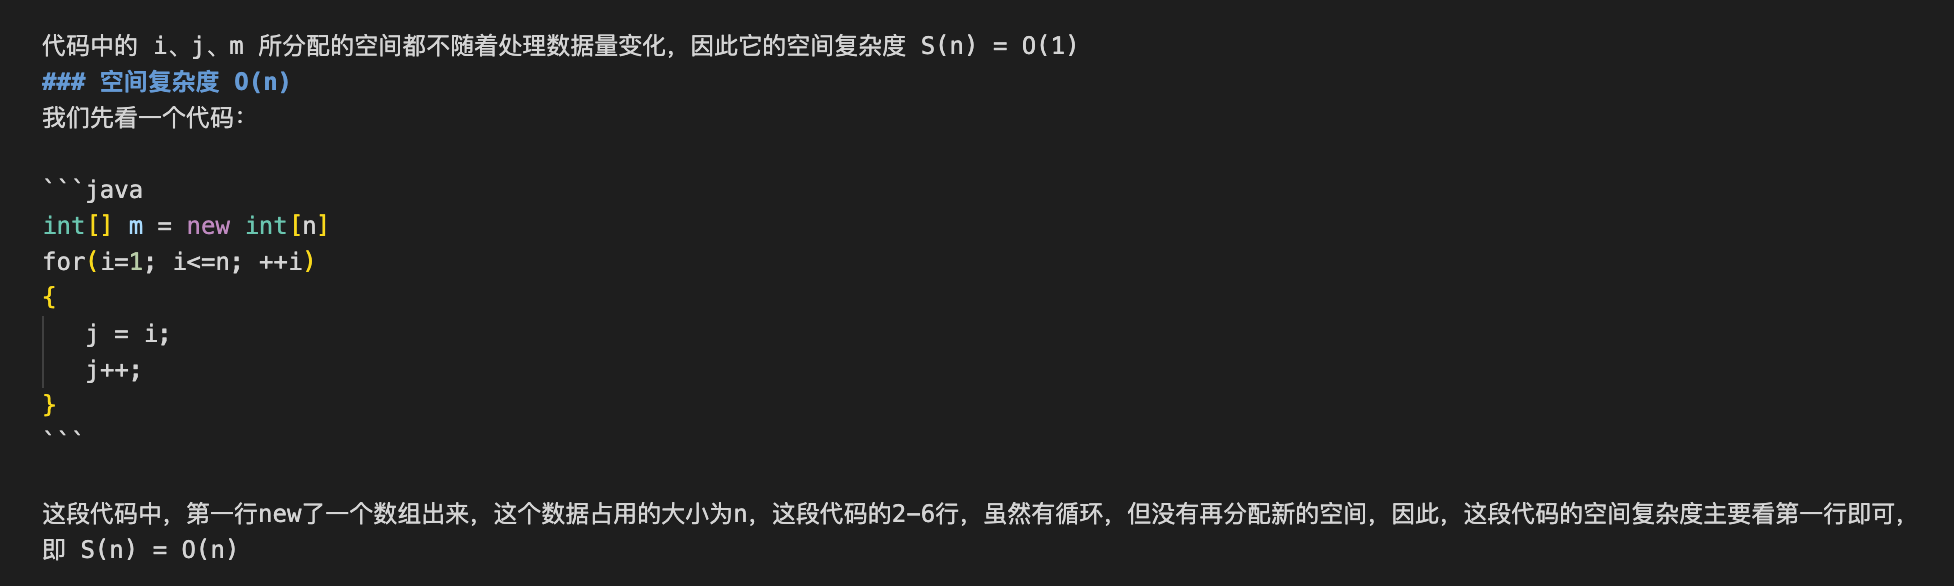 代码中的 i、j、m 所分配的空间都不随着处理数据量变化，因此它的空间复杂度 S(n) = O(1)
### 空间复杂度 O(n)
我们先看一个代码：
```java
int[] m = new int[n]
for(i=1; i<=n; ++i)
{
   j = i;
   j++;
}
```
这段代码中，第一行new了一个数组出来，这个数据占用的大小为n，这段代码的2-6行，虽然有循环，但没有再分配新的空间，因此，这段代码的空间复杂度主要看第一行即可，
即 S(n) = O(n)